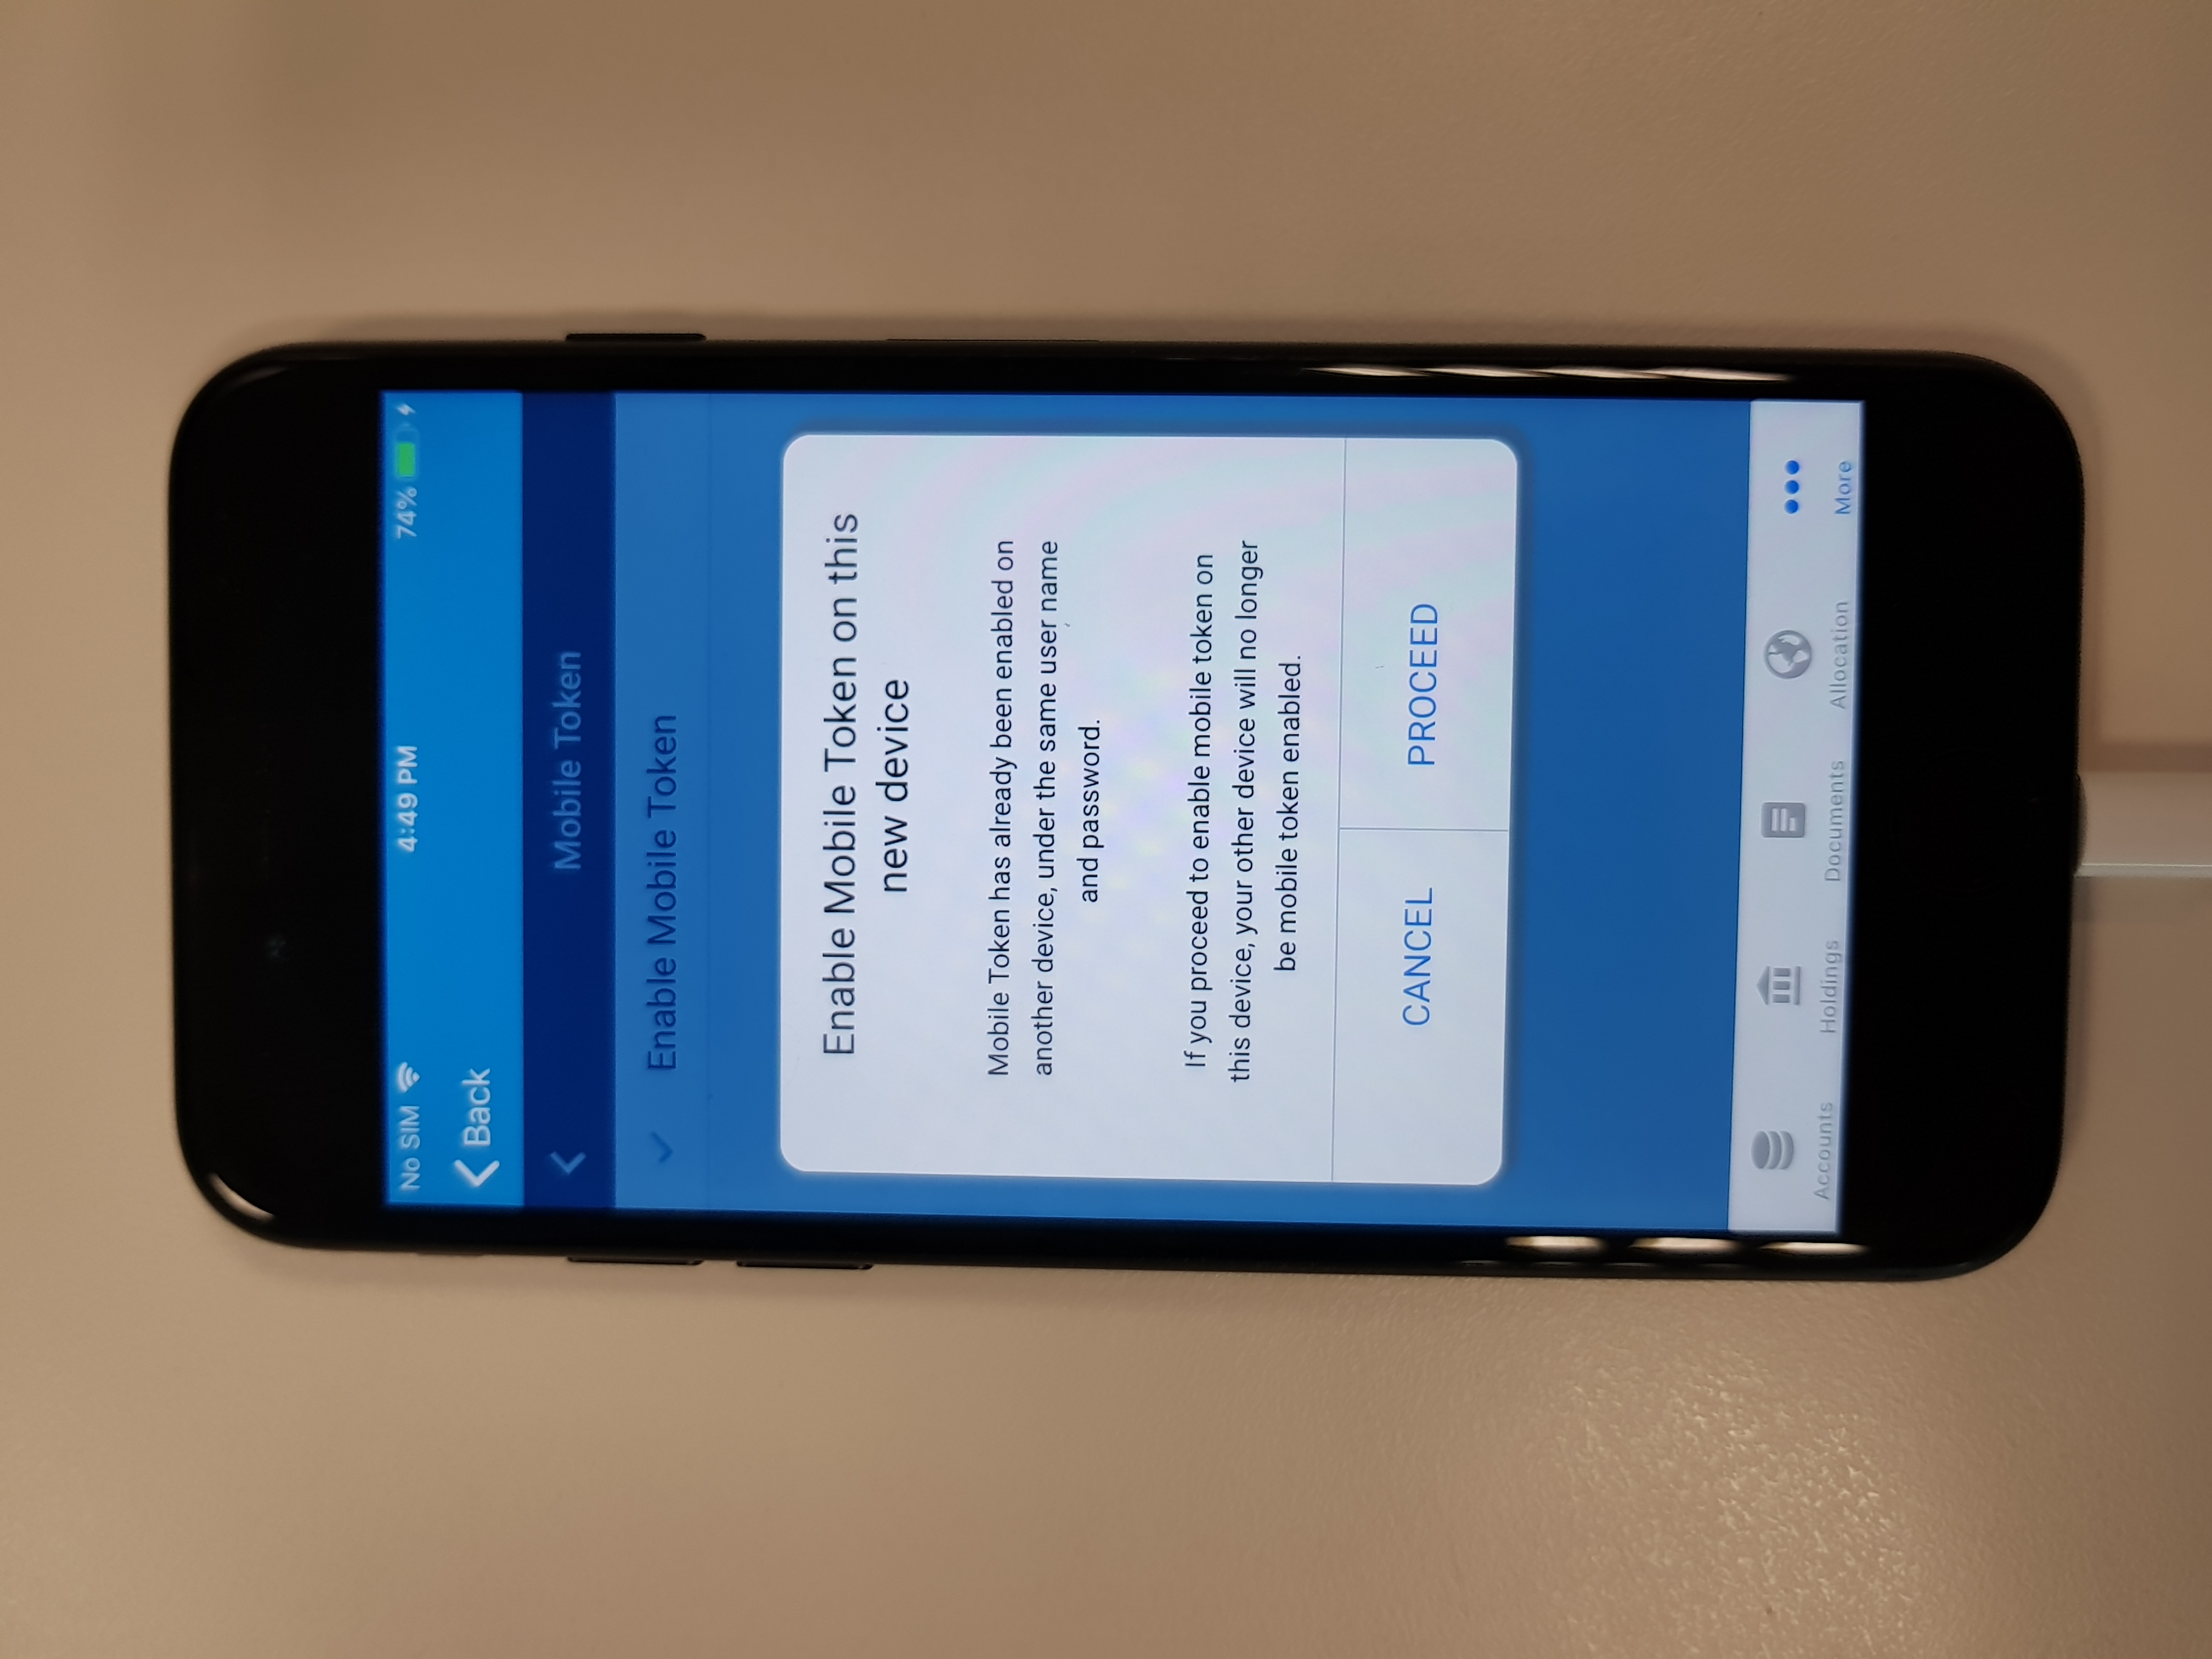 No SIM 4:49 PM 74%
Back
Mobile Token
Enable Mobile Token
Enable Mobile Token on this
new device
Mobile Token has already been enabled on
another device, under the same user name
and password.
If you proceed to enable mobile token on
this device, your other device will no longer
be mobile token enabled.
CANCEL PROCEED
Accounts Holdings Documents Allocation More